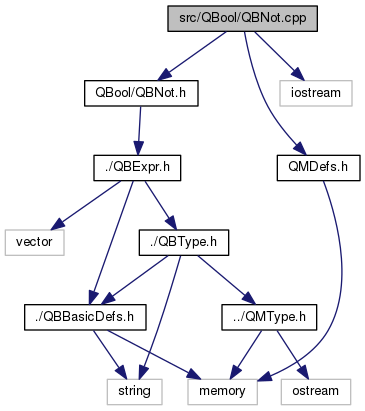 src/QBool/QBNot.cpp
QBool/QBNot.h
iostream
./QBExpr.h
QMDefs.h
vector
./QBType.h
./QBBasicDefs.h
../QMType.h
string
memory
ostream